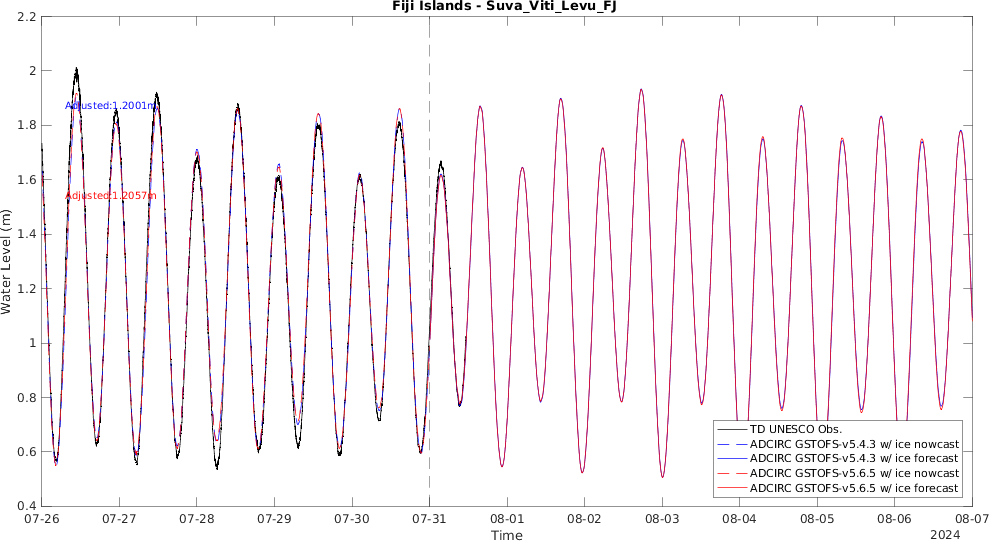 Fiji Islands - Suva_Viti_Levu_FJ
2.2
2
1.8
1.6
1.4
1.2
1
0.8
0.6
0.4
Water Level (m)
Adjusted:1.2001m
Adjusted:1.2057m
TD UNESCO Obs.
ADCIRC GSTOFS-v5.4.3 w/ ice nowcast
ADCIRC GSTOFS-v5.4.3 w/ ice forecast
ADCIRC GSTOFS-v5.6.5 w/ ice nowcast
ADCIRC GSTOFS-v5.6.5 w/ ice forecast
07-26 07-27 07-28 07-29 07-30 07-31 08-01 08-02 08-03 08-04 08-05 08-06 08-07
Time
2024